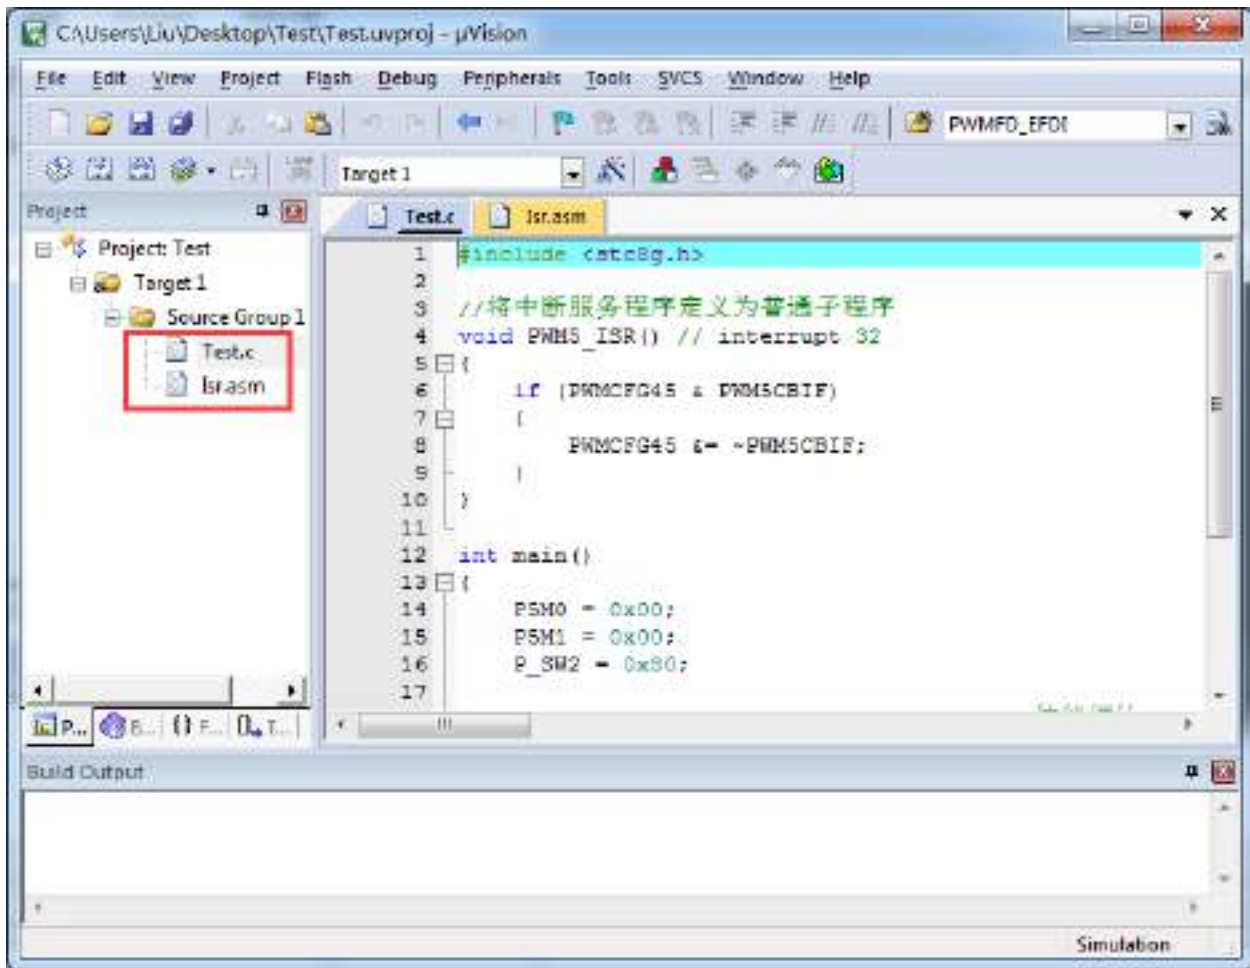 C:\Users\Liu\Desktop\Test\Test.uvproj - µVision
File Edit View Project Flash Debug Peripherals Tools SVCS Window Help
PWMFD_EFDI
Target 1
Project
Test.c Isr.asm
Project: Test
Target 1
Source Group 1
Test.c
Isr.asm
1 #include <stc8g.h>
2
3 //将中断服务程序定义为普通子程序
4 void PWM5_ISR() // interrupt 32
5 {
6 if (PWMCFG45 & PWM5CBIF)
7 {
8 PWMCFG45 &= ~PWM5CBIF;
9 }
10 }
11
12 int main()
13 {
14 P5M0 = 0x00;
15 P5M1 = 0x00;
16 P_SW2 = 0x80;
17
P... B... {} F... T...
Build Output
Simulation